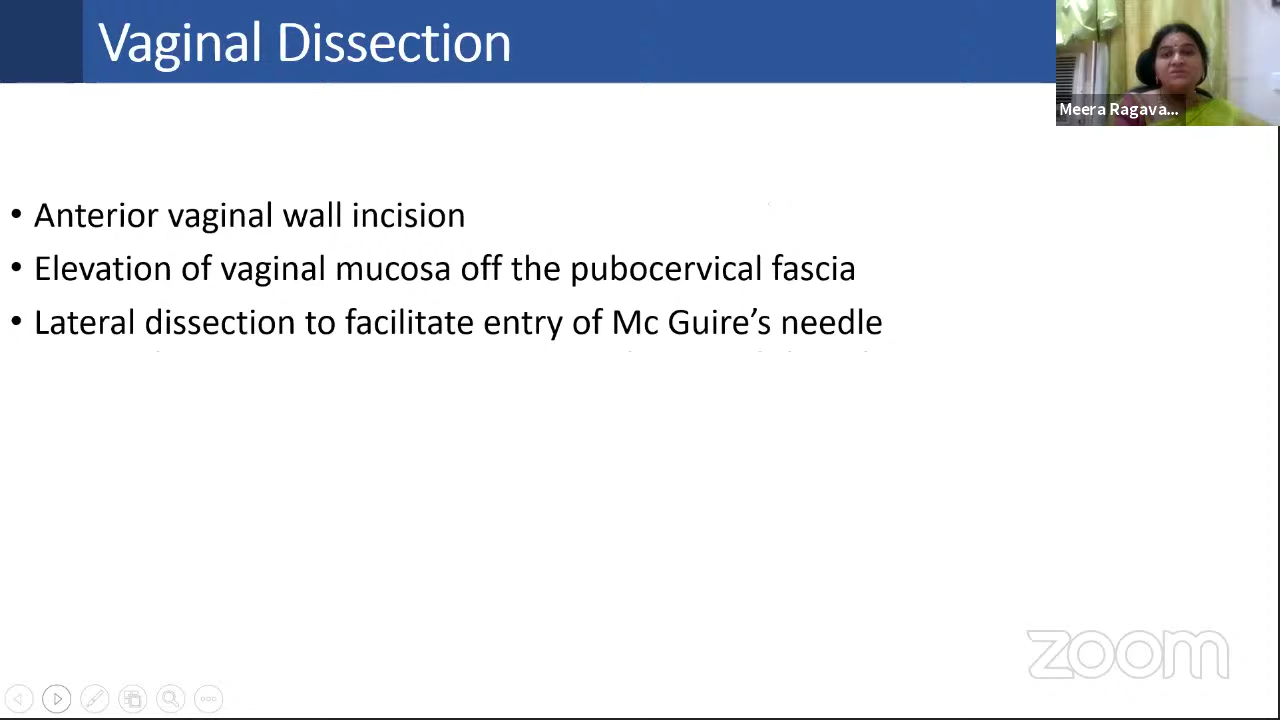 Vaginal Dissection
Meera Ragava...
• Anterior vaginal wall incision
• Elevation of vaginal mucosa off the pubocervical fascia
• Lateral dissection to facilitate entry of Mc Guire’s needle
zoom